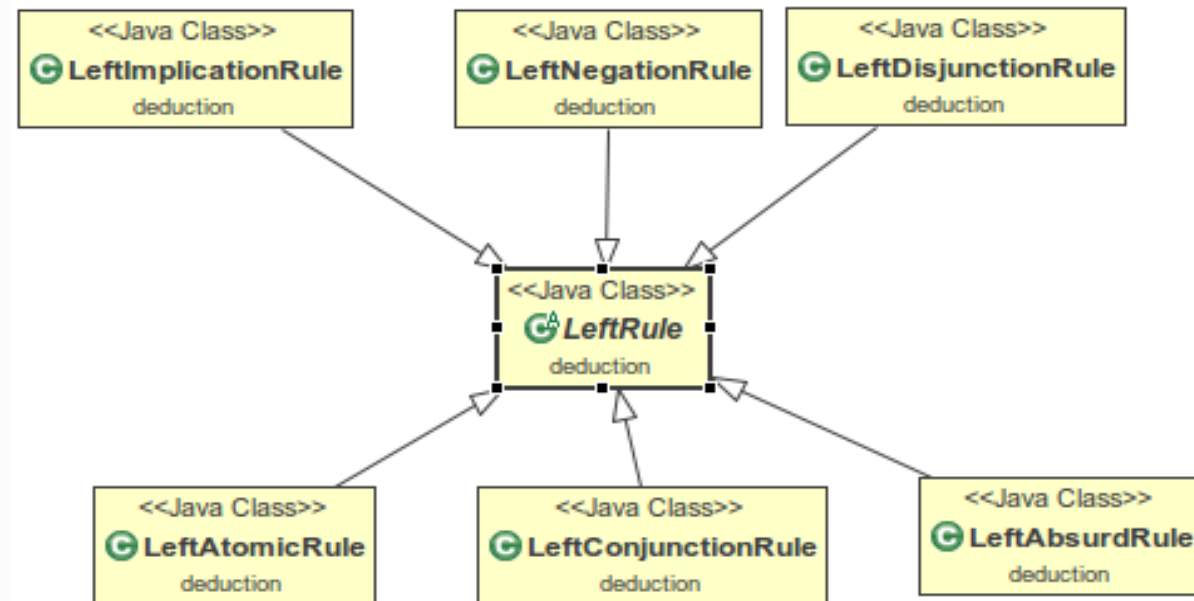 <<Java Class>>
LeftImplicationRule
deduction
<<Java Class>>
LeftNegationRule
deduction
<<Java Class>>
LeftDisjunctionRule
deduction
<<Java Class>>
LeftRule
deduction
<<Java Class>>
LeftAtomicRule
deduction
<<Java Class>>
LeftConjunctionRule
deduction
<<Java Class>>
LeftAbsurdRule
deduction